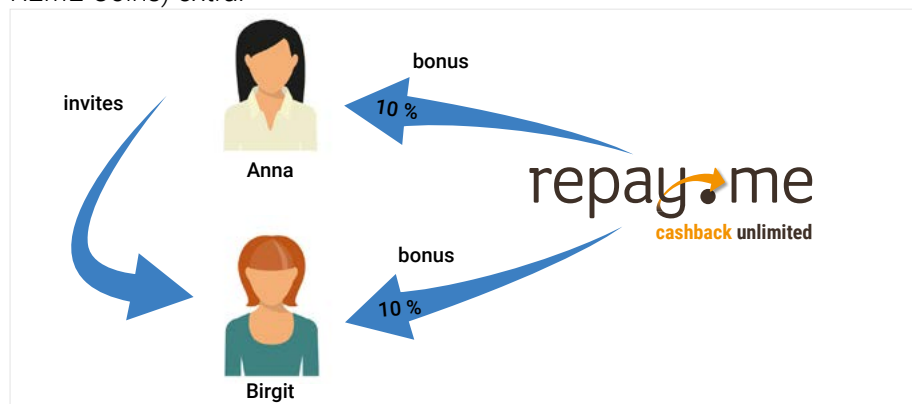 bonus
invites
10 %
Anna
repay.me
cashback unlimited
bonus
10 %
Birgit